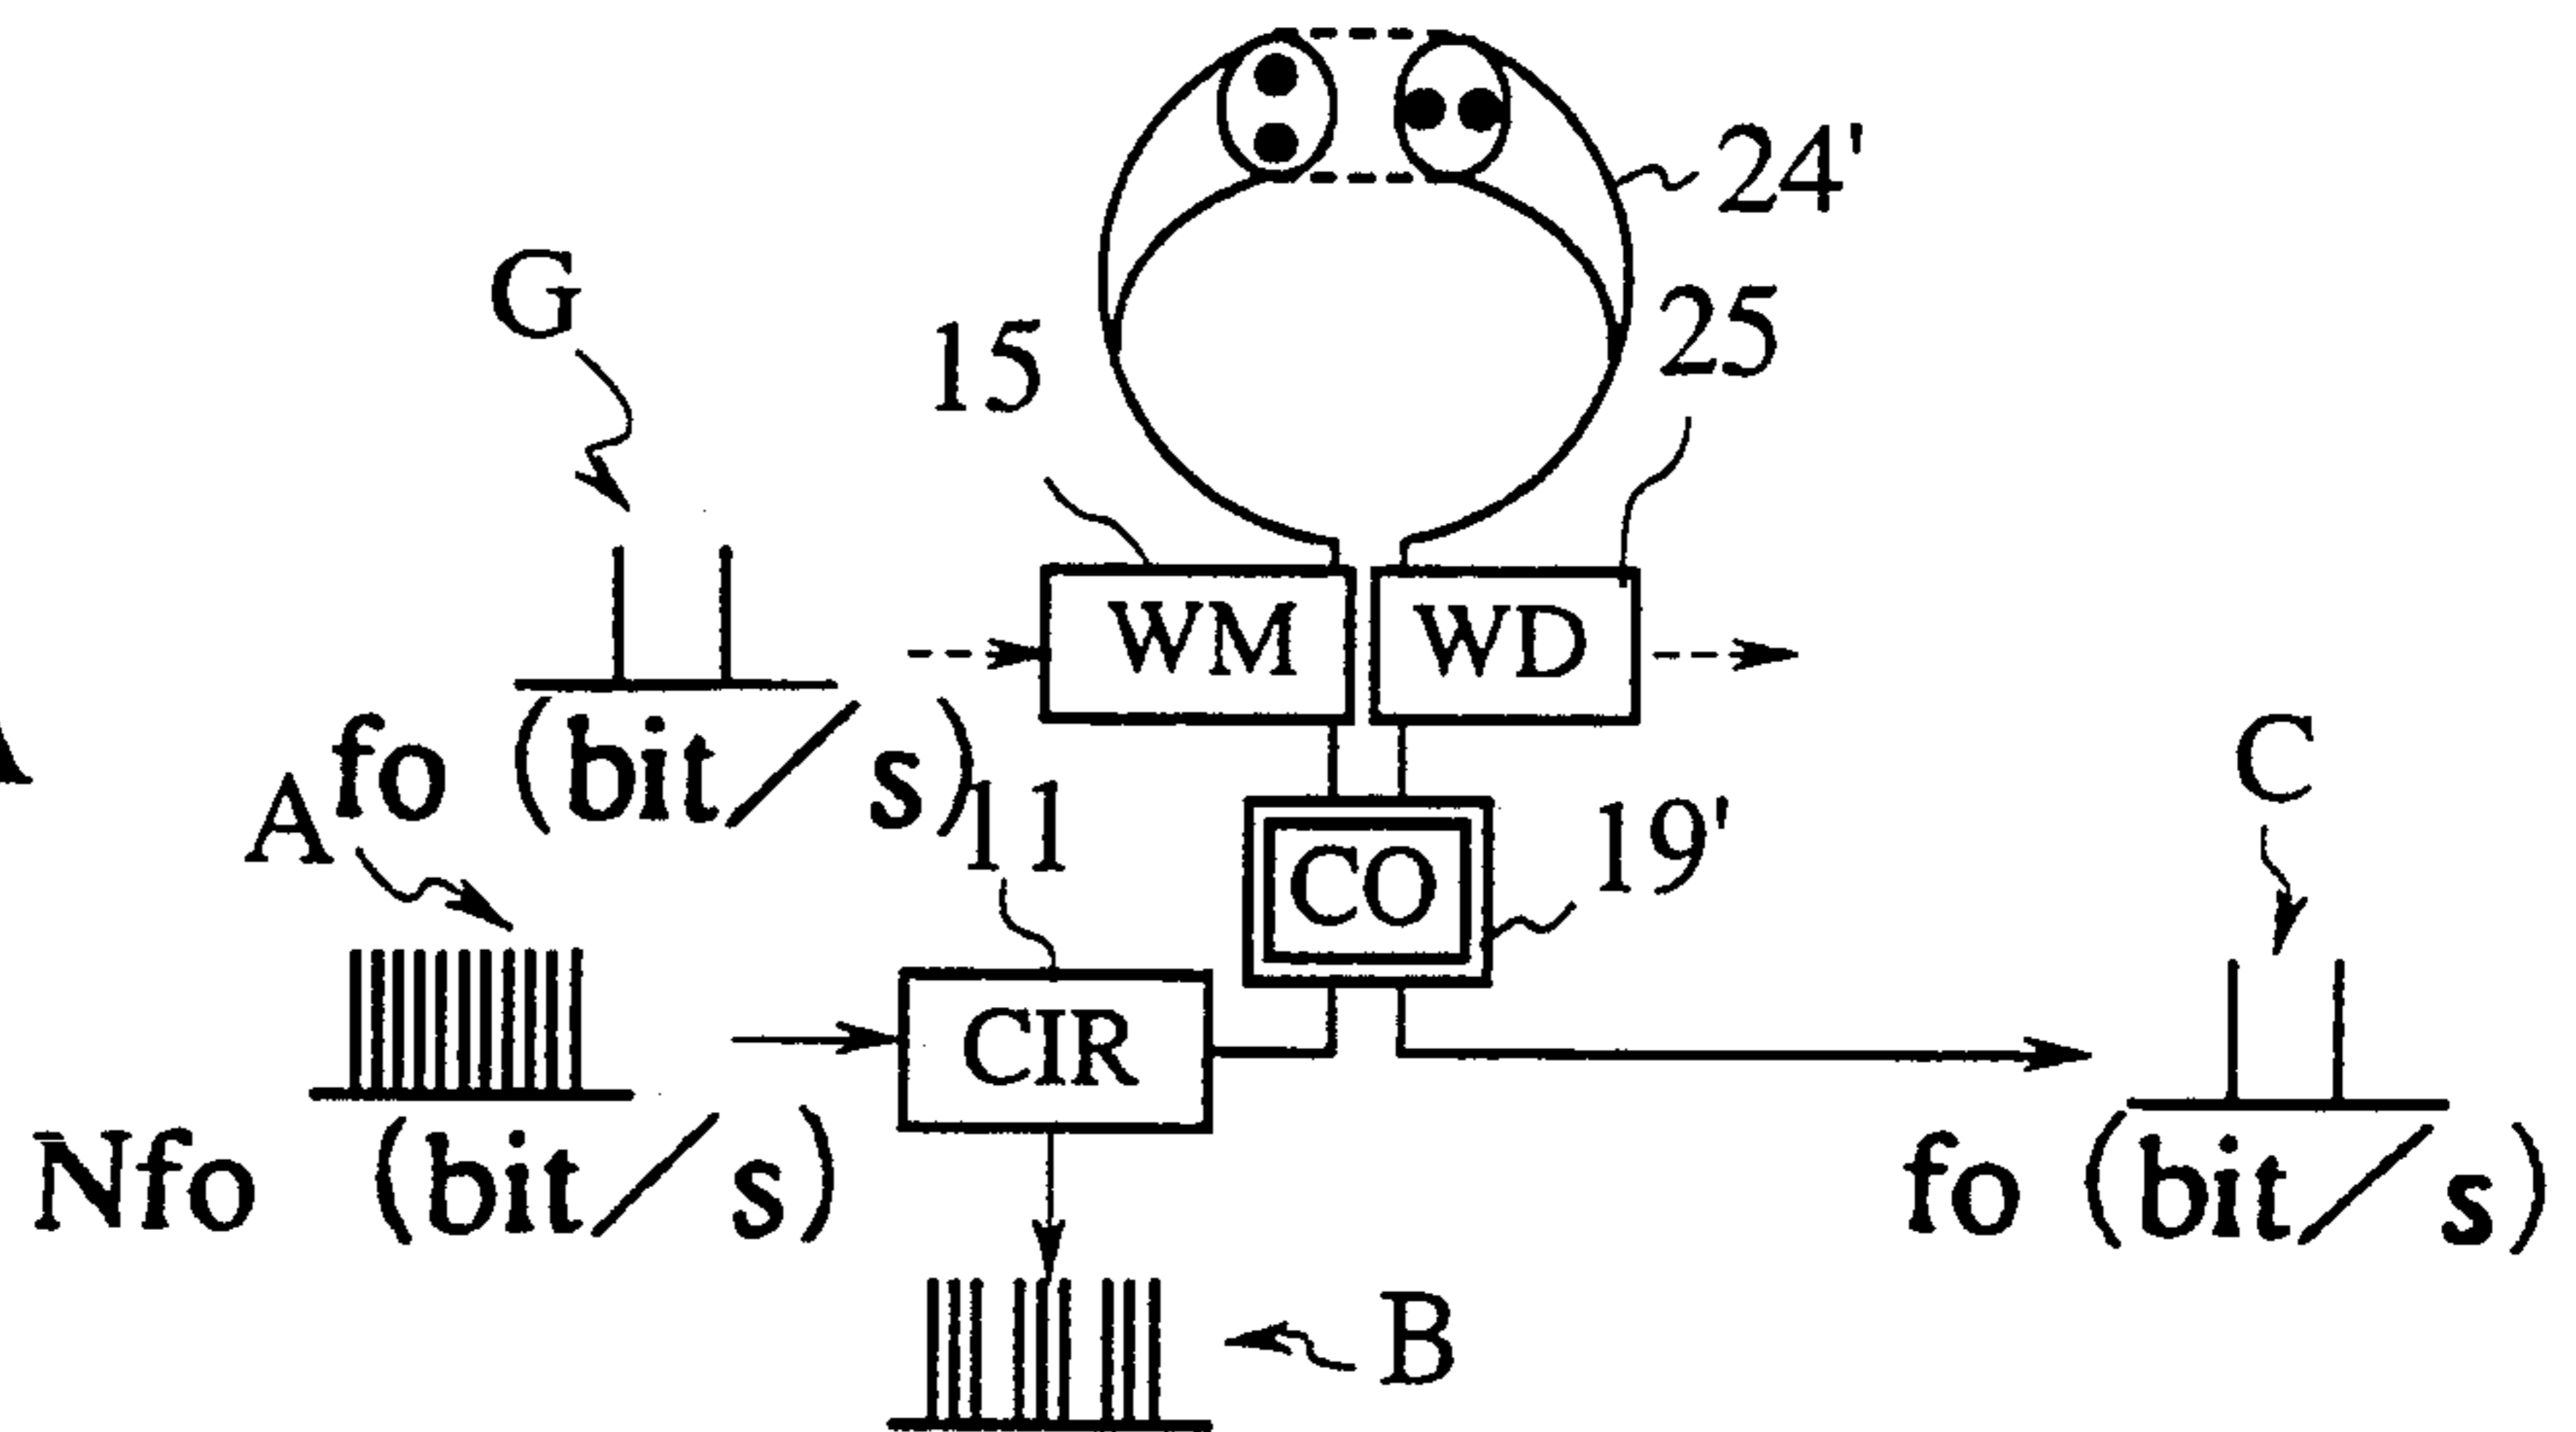 24'
G
15
25
WM
WD
fo (bit/s)
C
A
11
CO
19'
CIR
Nfo (bit/s)
fo (bit/s)
B